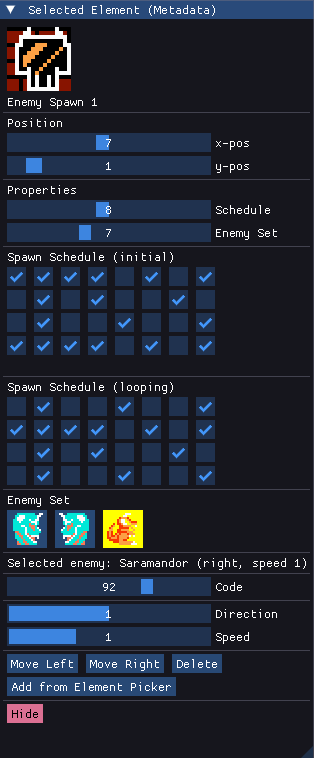 Selected Element (Metadata)
Enemy Spawn 1
Position
7 x-pos
1 y-pos
Properties
8 Schedule
7 Enemy Set
Spawn Schedule (initial)
Spawn Schedule (looping)
Enemy Set
Selected enemy: Saramandor (right, speed 1)
92 Code
1 Direction
1 Speed
Move Left Move Right Delete
Add from Element Picker
Hide